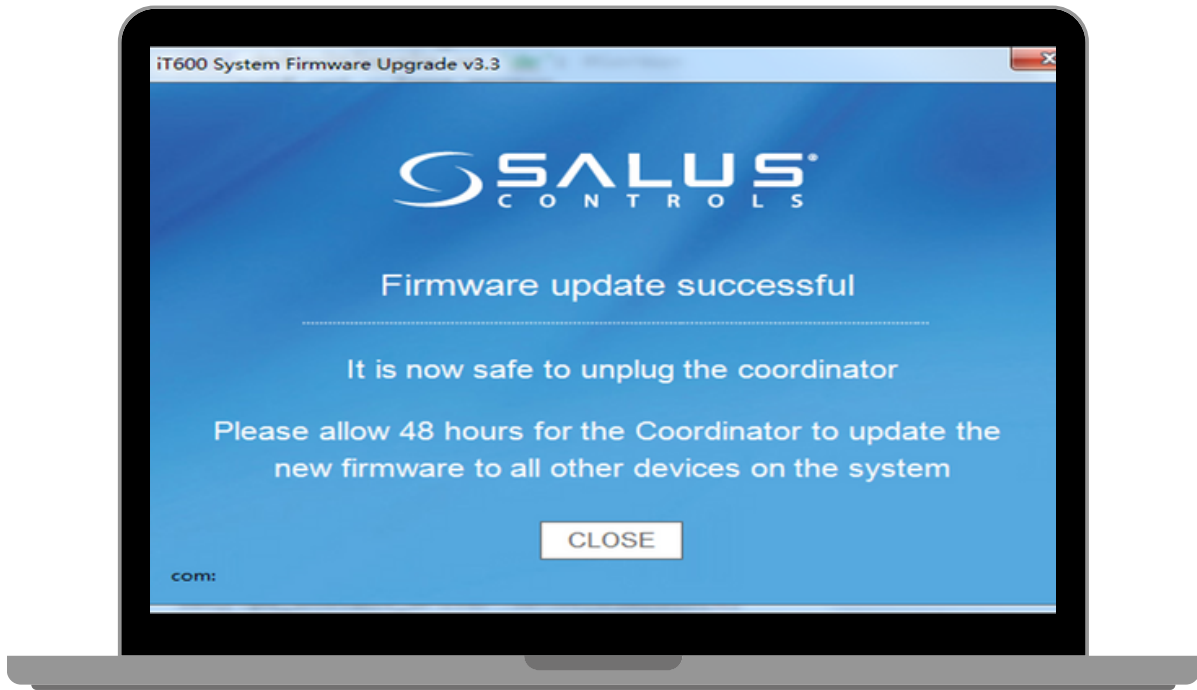 iT600 System Firmware Upgrade v3.3
SALUS®
CONTROLS
Firmware update successful
It is now safe to unplug the coordinator
Please allow 48 hours for the Coordinator to update the
new firmware to all other devices on the system
CLOSE
com: